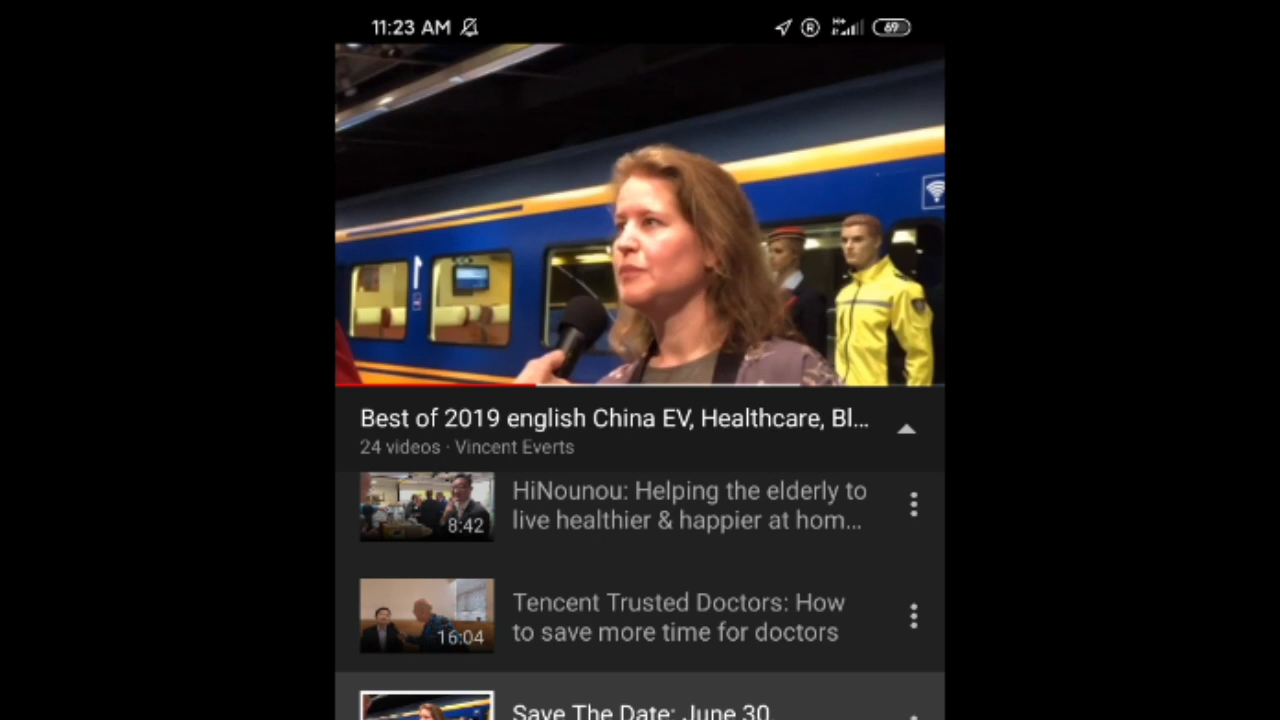 11:23 AM
R
H+
69
Best of 2019 english China EV, Healthcare, Bl...
24 videos · Vincent Everts
HiNounou: Helping the elderly to
live healthier & happier at hom...
8:42
Tencent Trusted Doctors: How
to save more time for doctors
16:04
Save The Date: June 30